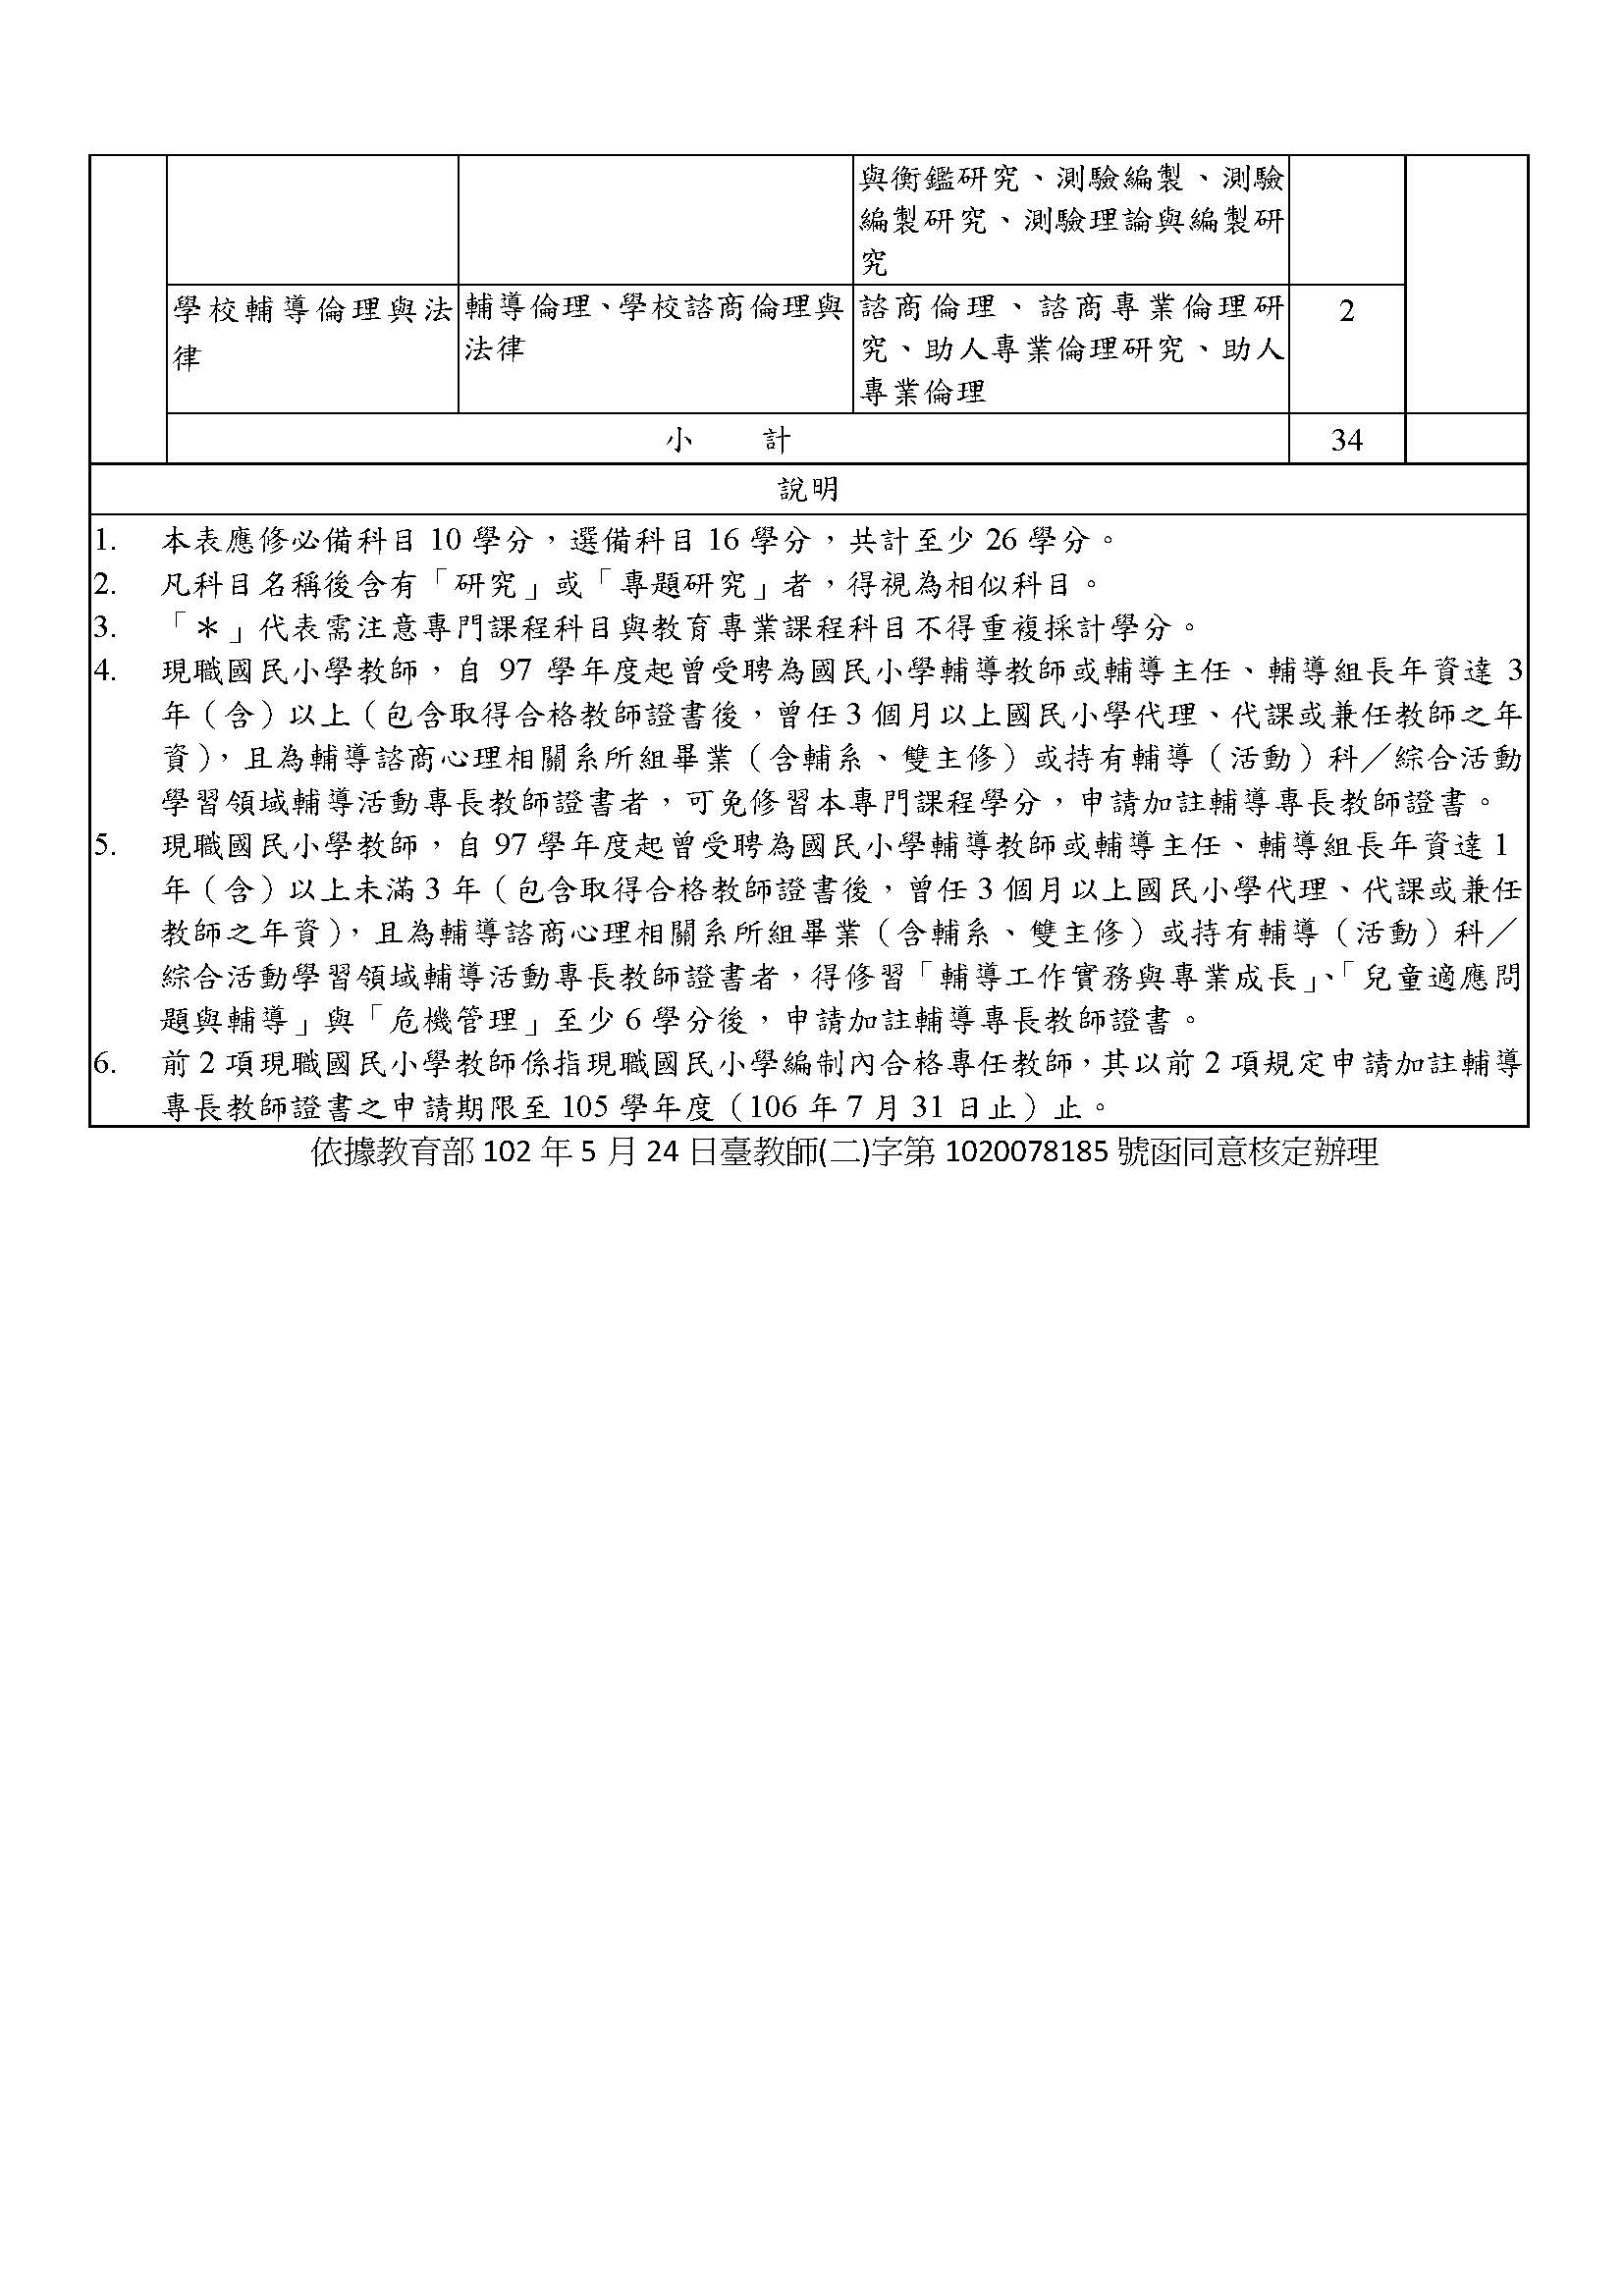 與衡鑑研究、測驗編製、測驗
編製研究、測驗理論與編製研
究
學校輔導倫理與法
律
輔導倫理、學校諮商倫理與
法律
諮商倫理、諮商專業倫理研
究、助人專業倫理研究、助人
專業倫理
2
小 計
34
說明
1. 本表應修必備科目 10 學分，選備科目 16 學分，共計至少 26 學分。
2. 凡科目名稱後含有「研究」或「專題研究」者，得視為相似科目。
3. 「＊」代表需注意專門課程科目與教育專業課程科目不得重複採計學分。
4. 現職國民小學教師，自 97 學年度起曾受聘為國民小學輔導教師或輔導主任、輔導組長年資達 3
年（含）以上（包含取得合格教師證書後，曾任 3 個月以上國民小學代理、代課或兼任教師之年
資），且為輔導諮商心理相關系所組畢業（含輔系、雙主修）或持有輔導（活動）科／綜合活動
學習領域輔導活動專長教師證書者，可免修習本專門課程學分，申請加註輔導專長教師證書。
5. 現職國民小學教師，自 97 學年度起曾受聘為國民小學輔導教師或輔導主任、輔導組長年資達 1
年（含）以上未滿 3 年（包含取得合格教師證書後，曾任 3 個月以上國民小學代理、代課或兼任
教師之年資），且為輔導諮商心理相關系所組畢業（含輔系、雙主修）或持有輔導（活動）科／
綜合活動學習領域輔導活動專長教師證書者，得修習「輔導工作實務與專業成長」、「兒童適應問
題與輔導」與「危機管理」至少 6 學分後，申請加註輔導專長教師證書。
6. 前 2 項現職國民小學教師係指現職國民小學編制內合格專任教師，其以前 2 項規定申請加註輔導
專長教師證書之申請期限至 105 學年度（106 年 7 月 31 日止）止。
依據教育部 102 年 5 月 24 日臺教師(二)字第 1020078185 號函同意核定辦理